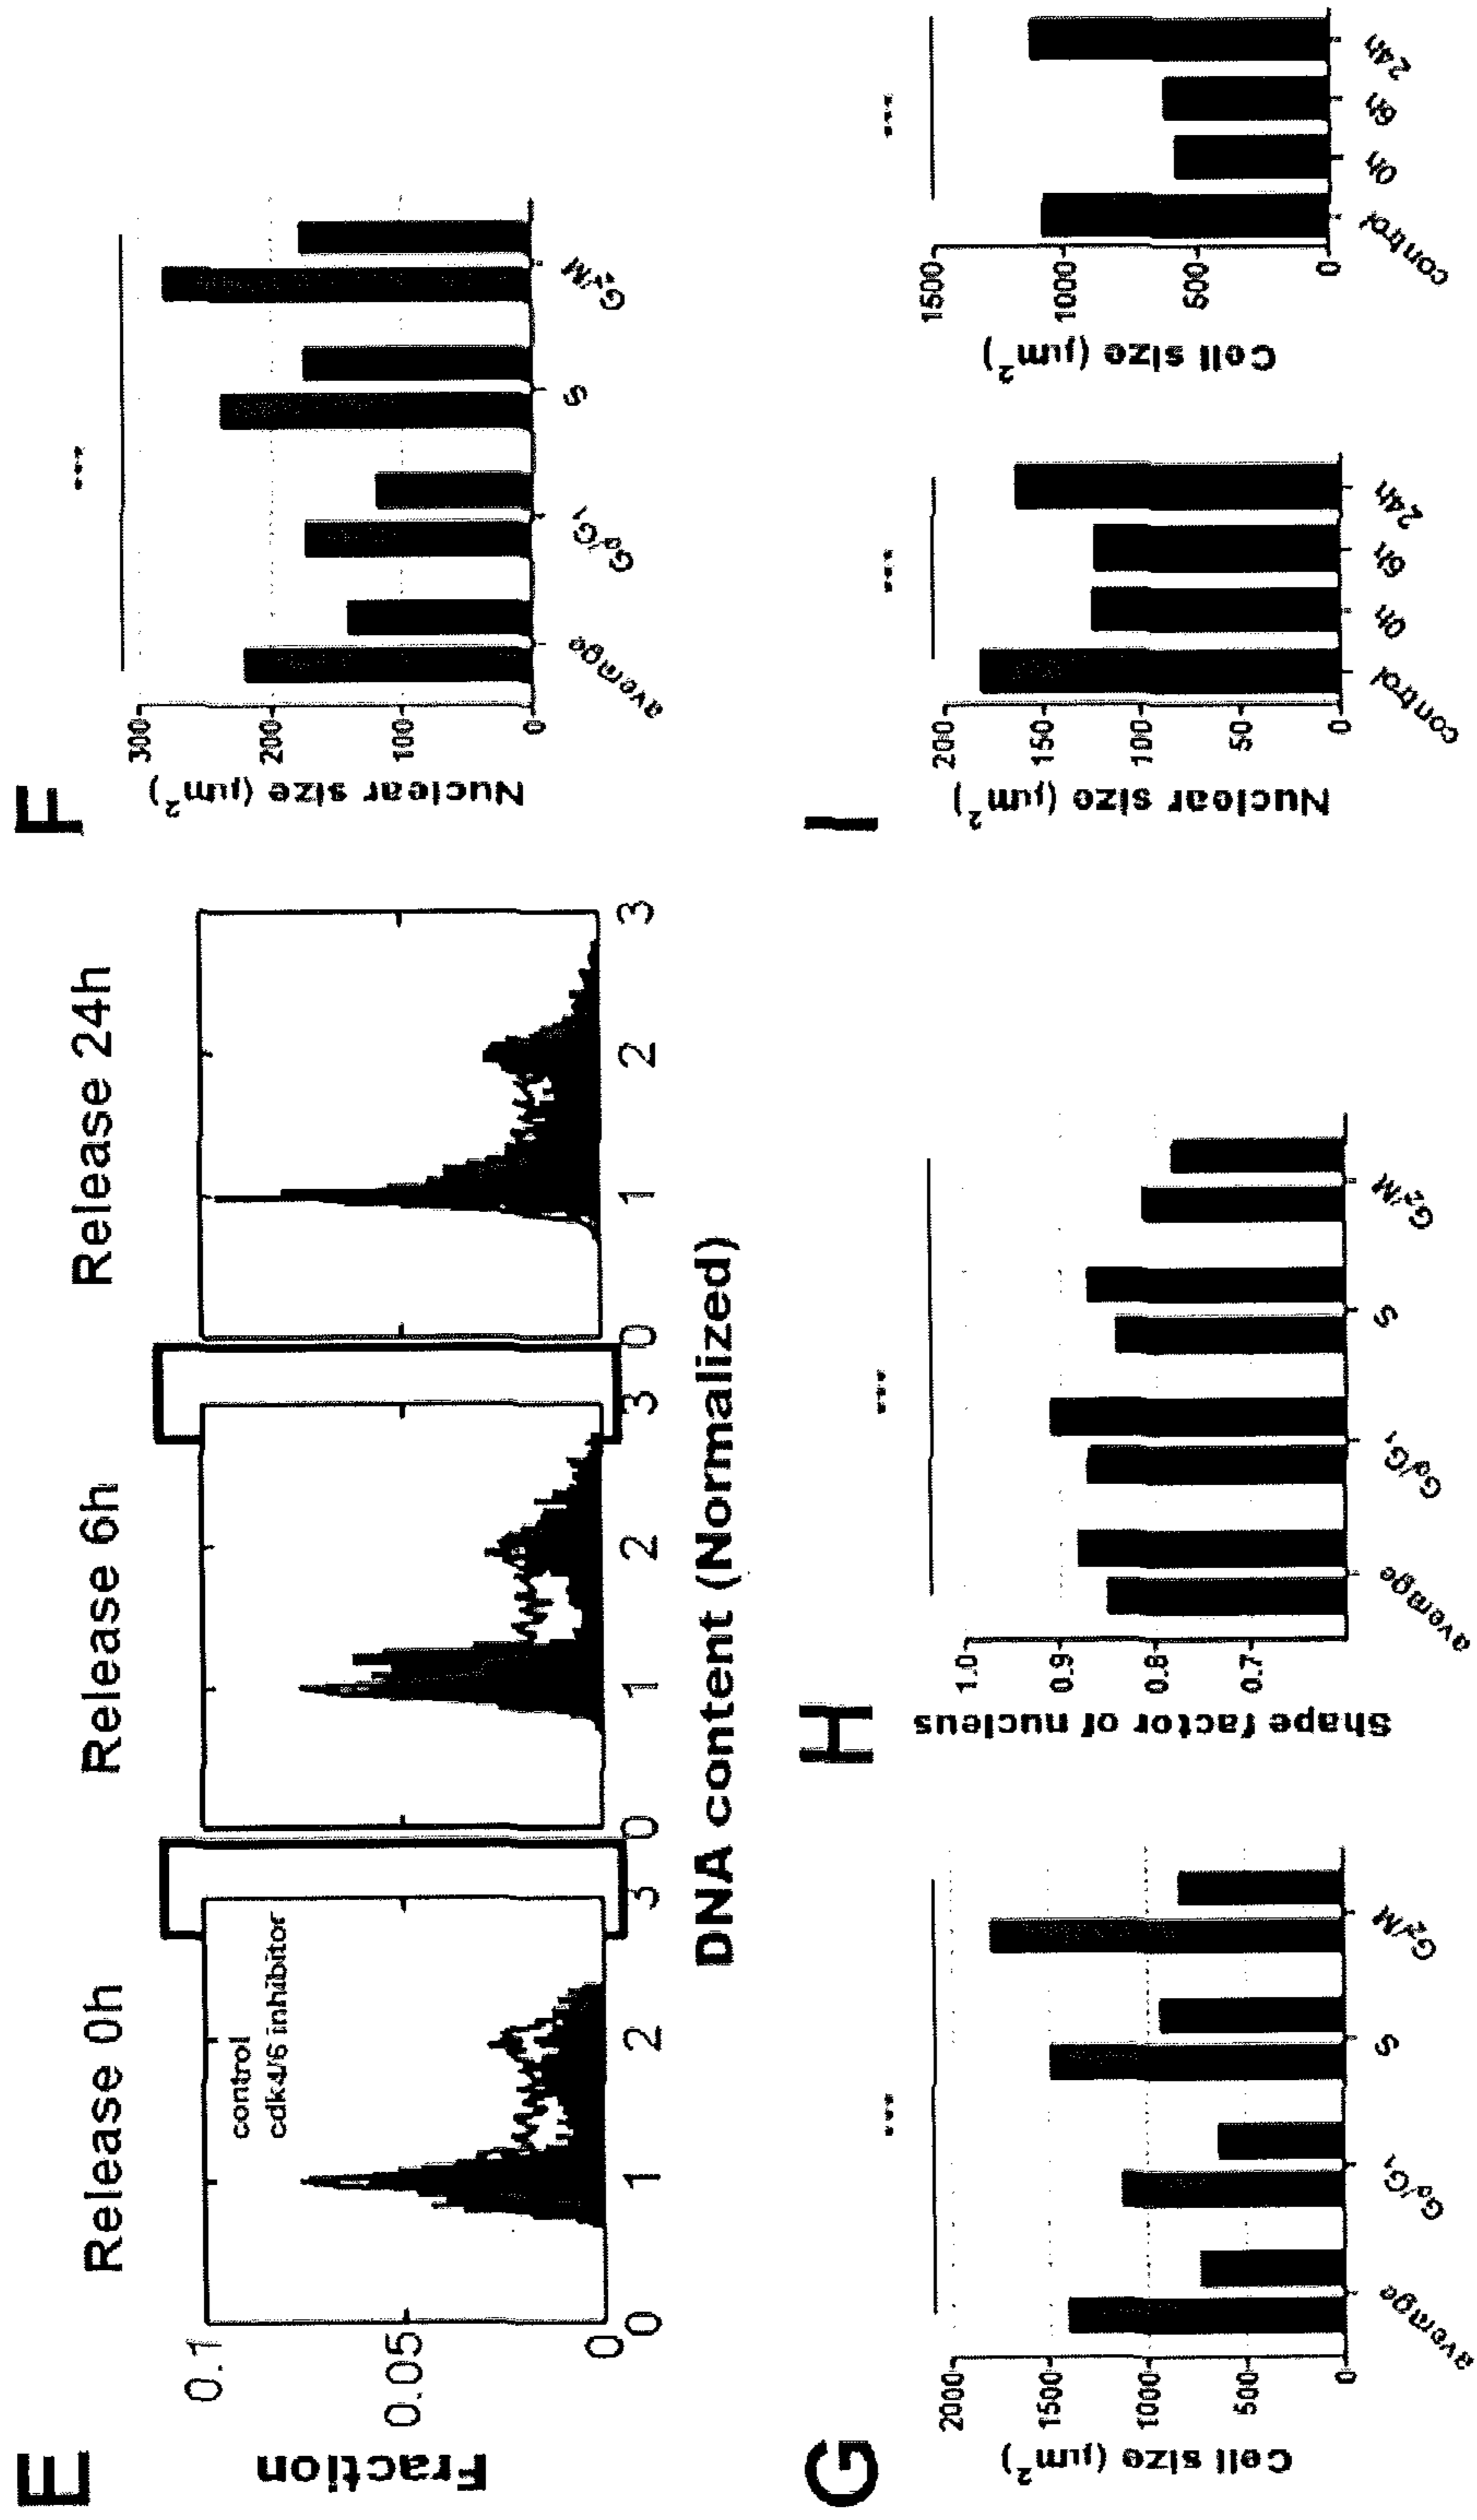 E
Release 0h
Release 6h
Release 24h
Fraction
0.1
0.05
0
control
cdk4/6 inhibitor
0
1
2
3
0
1
2
3
0
1
2
3
DNA content (Normalized)
F
***
Nuclear size (µm²)
300
200
100
0
average
G₀/G₁
S
G₂/M
G
***
Cell size (µm²)
2000
1500
1000
500
0
average
G₀/G₁
S
G₂/M
H
***
Shape factor of nucleus
1.0
0.9
0.8
0.7
average
G₀/G₁
S
G₂/M
I
***
Nuclear size (µm²)
200
150
100
50
0
control
0h
6h
24h
***
Cell size (µm²)
1500
1000
500
0
control
0h
6h
24h